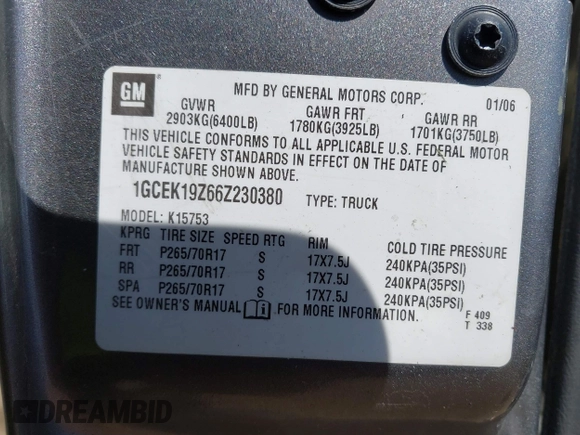 GM
MFD BY GENERAL MOTORS CORP. 01/06
GVWR GAWR FRT GAWR RR
2903KG(6400LB) 1780KG(3925LB) 1701KG(3750LB)
THIS VEHICLE CONFORMS TO ALL APPLICABLE U.S. FEDERAL MOTOR
VEHICLE SAFETY STANDARDS IN EFFECT ON THE DATE OF
MANUFACTURE SHOWN ABOVE.
1GCEK19Z66Z230380 TYPE: TRUCK
MODEL: K15753
KPRG TIRE SIZE SPEED RTG RIM COLD TIRE PRESSURE
FRT P265/70R17 S 17X7.5J 240KPA(35PSI)
RR P265/70R17 S 17X7.5J 240KPA(35PSI)
SPA P265/70R17 S 17X7.5J 240KPA(35PSI)
SEE OWNER'S MANUAL i FOR MORE INFORMATION.
F 409
T 338
DREAMBID